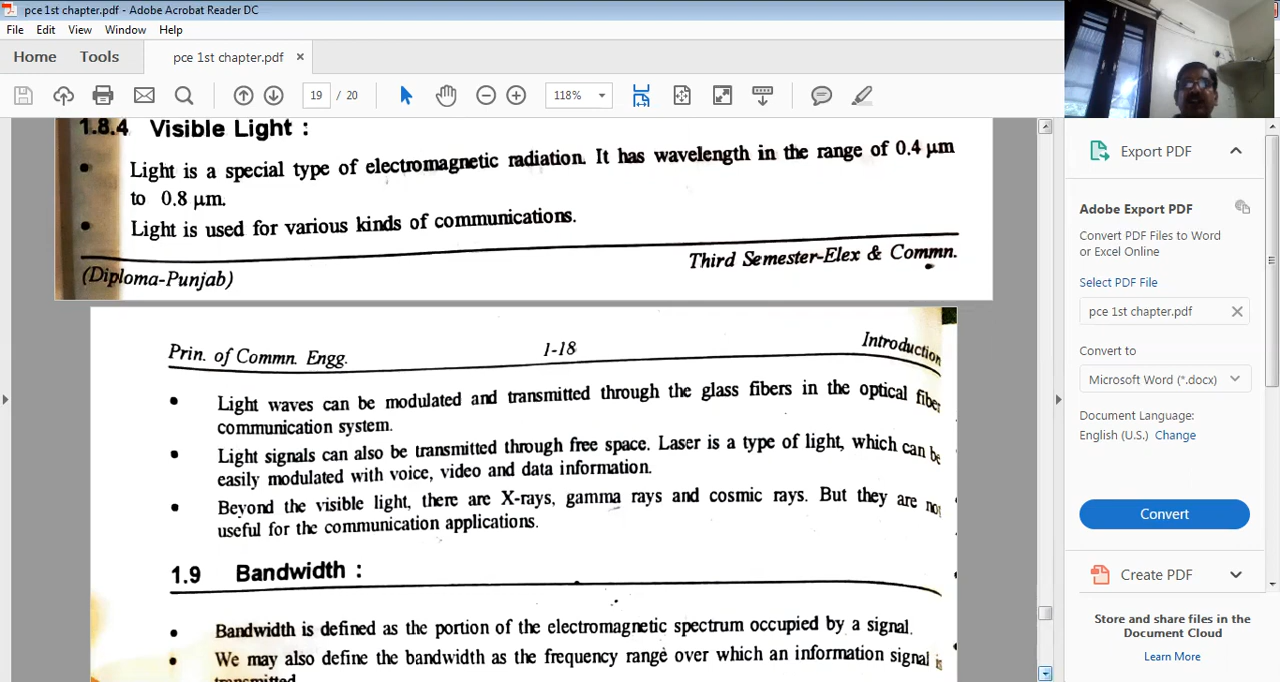 pce 1st chapter.pdf - Adobe Acrobat Reader DC
File Edit View Window Help
Home Tools pce 1st chapter.pdf ×
19 / 20 118%
1.8.4 Visible Light :
Light is a special type of electromagnetic radiation. It has wavelength in the range of 0.4 μm
to 0.8 μm.
Light is used for various kinds of communications.
(Diploma-Punjab) Third Semester-Elex & Commn.
Prin. of Commn. Engg. 1-18 Introduction
Light waves can be modulated and transmitted through the glass fibers in the optical fiber
communication system.
Light signals can also be transmitted through free space. Laser is a type of light, which can be
easily modulated with voice, video and data information.
Beyond the visible light, there are X-rays, gamma rays and cosmic rays. But they are not
useful for the communication applications.
1.9 Bandwidth :
Bandwidth is defined as the portion of the electromagnetic spectrum occupied by a signal.
We may also define the bandwidth as the frequency range over which an information signal is
transmitted.
Export PDF
Adobe Export PDF
Convert PDF Files to Word
or Excel Online
Select PDF File
pce 1st chapter.pdf
Convert to
Microsoft Word (*.docx)
Document Language:
English (U.S.) Change
Convert
Create PDF
Store and share files in the
Document Cloud
Learn More